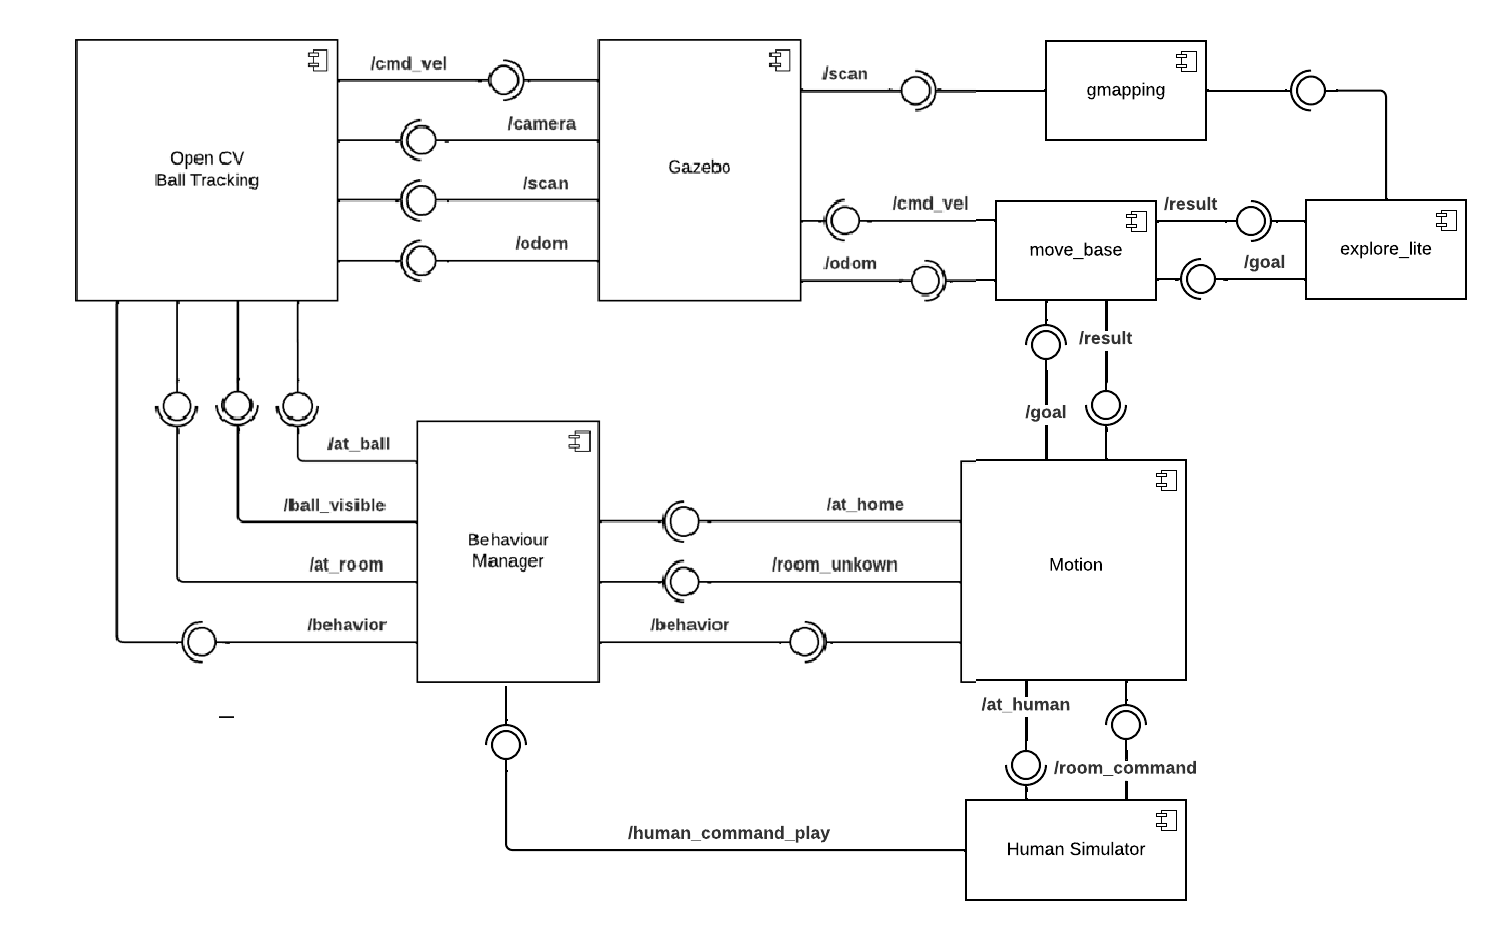 /cmd_vel
/scan
gmapping
/camera
Open CV
Ball Tracking
Gazebo
/scan
/cmd_vel
/result
/odom
move_base
explore_lite
/odom
/goal
/result
/goal
/at_ball
/ball_visible
/at_home
Behaviour
Manager
/at_room
/room_unkown
Motion
/behavior
/behavior
/at_human
/room_command
/human_command_play
Human Simulator